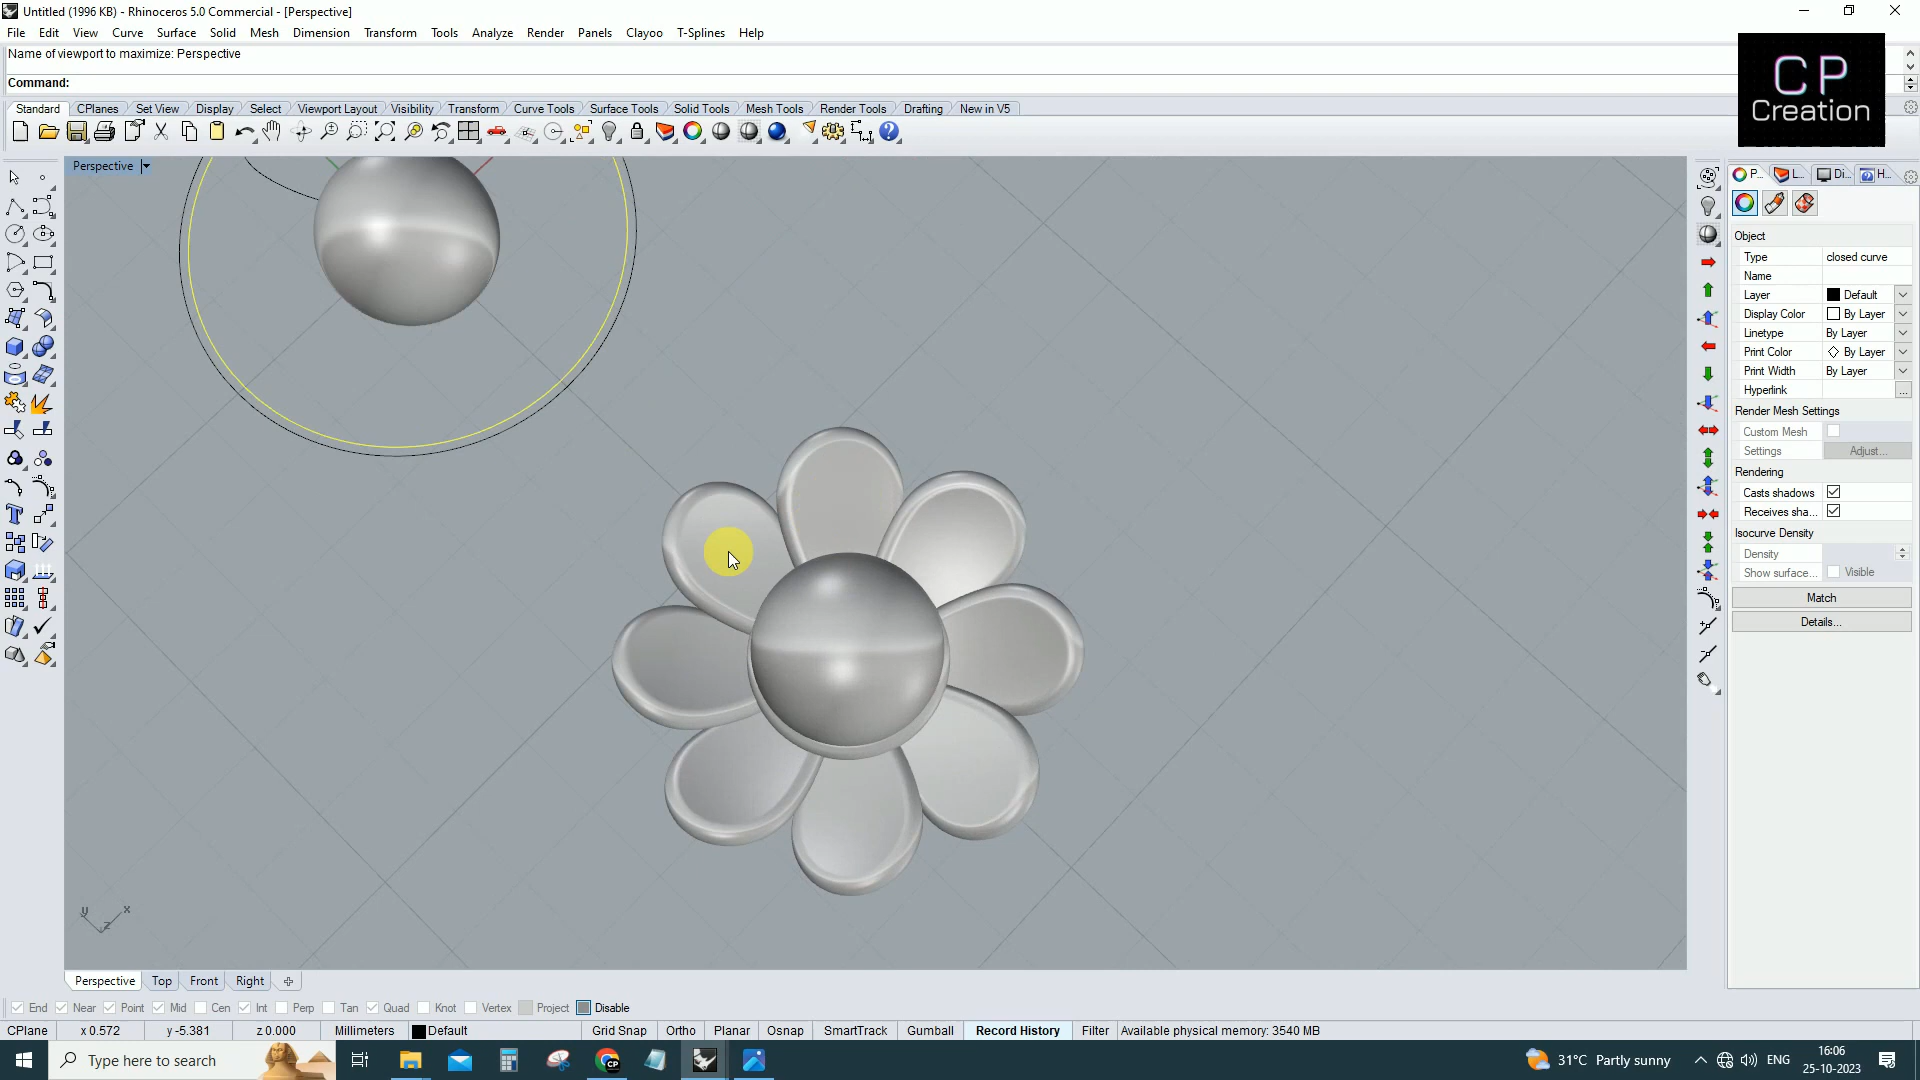 Untitled (1996 KB) - Rhinoceros 5.0 Commercial - [Perspective]
File Edit View Curve Surface Solid Mesh Dimension Transform Tools Analyze Render Panels Clayoo T-Splines Help
Name of viewport to maximize: Perspective
Command:
CP
Creation
Standard CPlanes Set View Display Select Viewport Layout Visibility Transform Curve Tools Surface Tools Solid Tools Mesh Tools Render Tools Drafting New in V5
Perspective
P... L... Di... H...
Object
Type closed curve
Name
Layer Default
Display Color By Layer
Linetype By Layer
Print Color By Layer
Print Width By Layer
Hyperlink ...
Render Mesh Settings
Custom Mesh
Settings Adjust...
Rendering
Casts shadows
Receives sha...
Isocurve Density
Density
Show surface... Visible
Match
Details...
y x
z
Perspective Top Front Right
End Near Point Mid Cen Int Perp Tan Quad Knot Vertex Project Disable
CPlane x 0.572 y -5.381 z 0.000 Millimeters Default Grid Snap Ortho Planar Osnap SmartTrack Gumball Record History Filter Available physical memory: 3540 MB
Type here to search CP 31°C Partly sunny ENG 16:06
25-10-2023